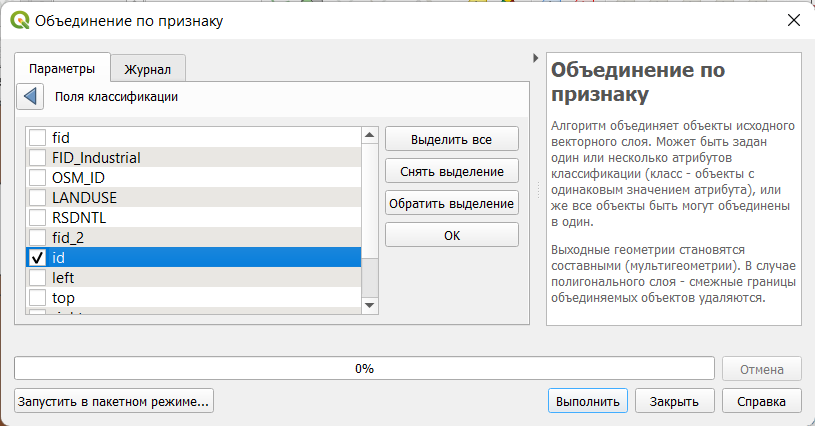 Объединение по признаку
Параметры
Журнал
Поля классификации
fid
FID_Industrial
OSM_ID
LANDUSE
RSDNTL
fid_2
id
left
top
Выделить все
Снять выделение
Обратить выделение
OK
Объединение по
признаку
Алгоритм объединяет объекты исходного
векторного слоя. Может быть задан
один или несколько атрибутов
классификации (класс - объекты с
одинаковым значением атрибута), или
же все объекты быть могут объединены
в один.
Выходные геометрии становятся
составными (мультигеометрии). В случае
полигонального слоя - смежные границы
объединяемых объектов удаляются.
0%
Отмена
Запустить в пакетном режиме...
Выполнить
Закрыть
Справка